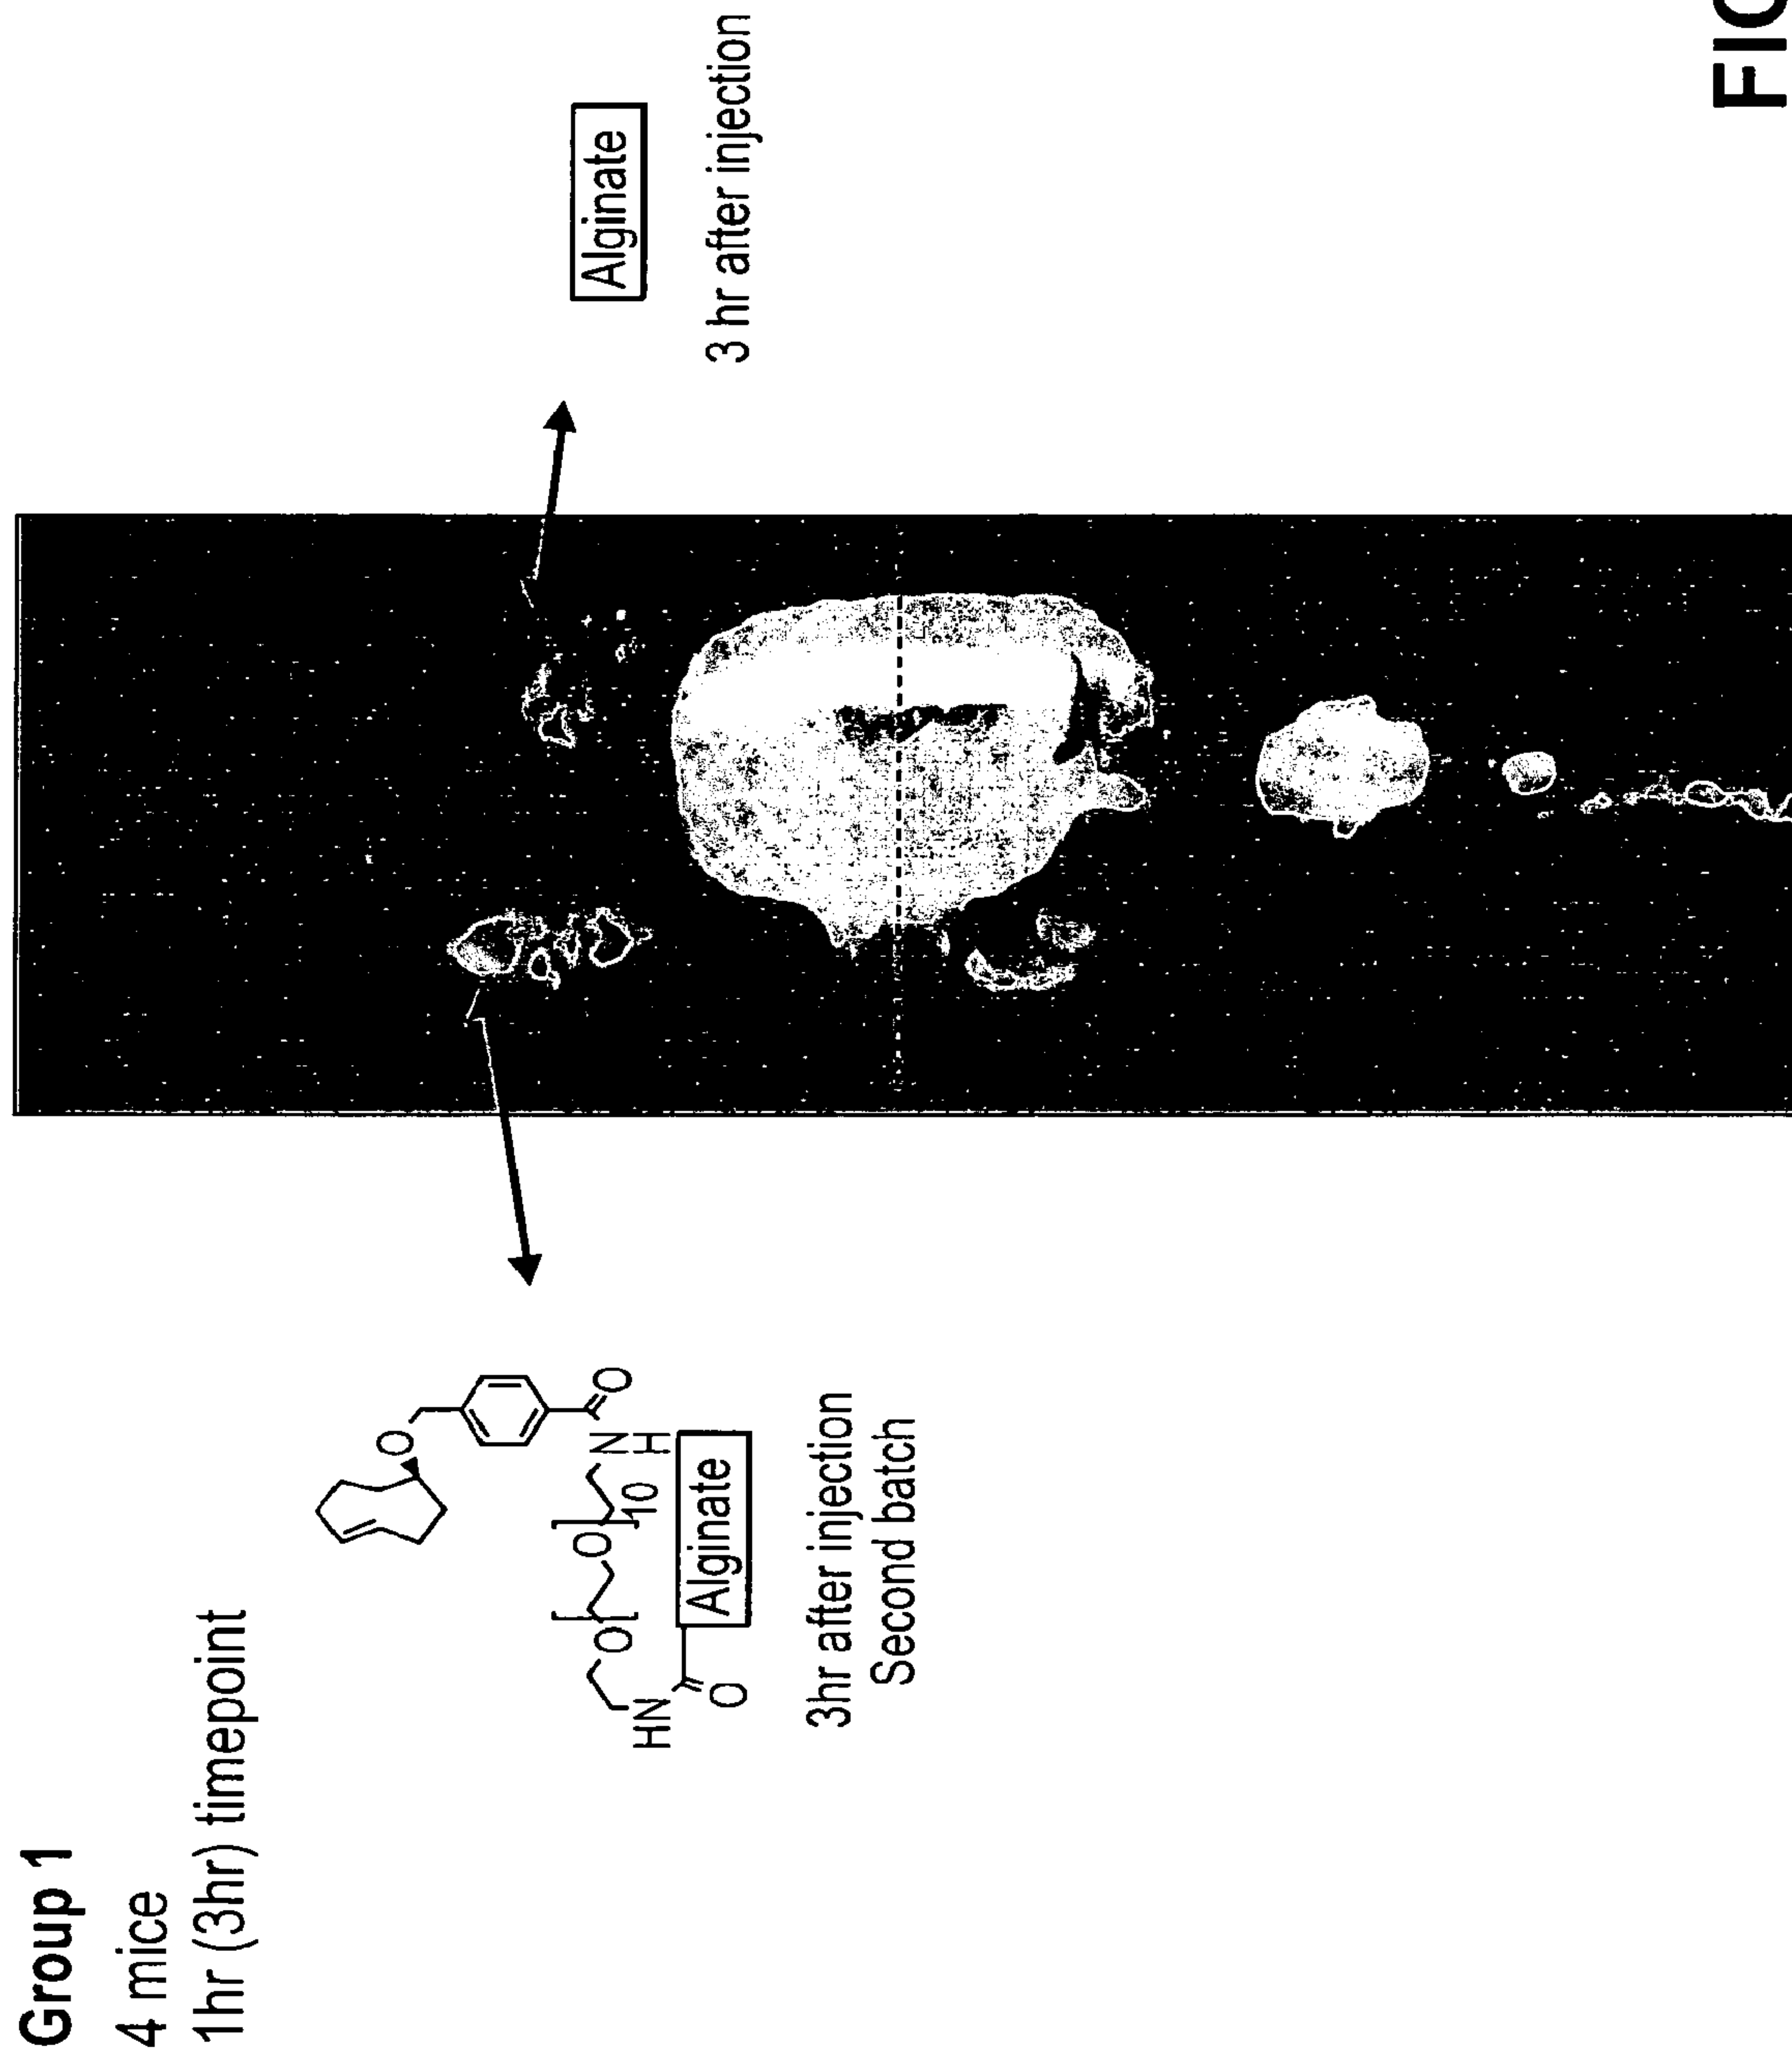 Group 1
4 mice
1hr (3hr) timepoint
O
O
N
H
10
O
O
HN
O
Alginate
3hr after injection
Second batch
Alginate
3 hr after injection
FIG